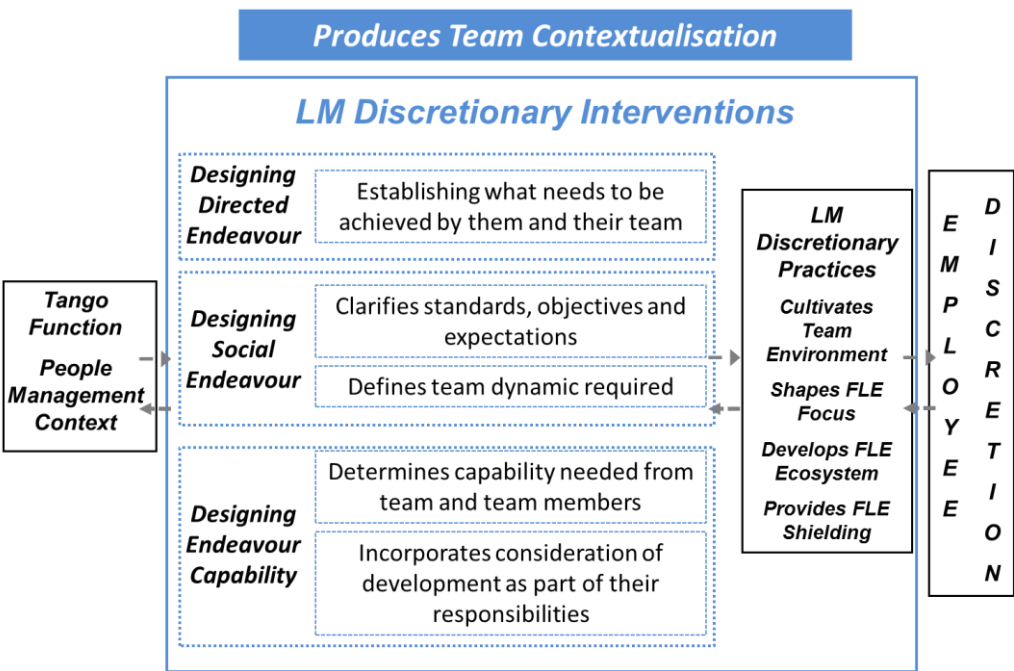 Produces Team Contextualisation
LM Discretionary Interventions
Tango
Function
People
Management
Context
Designing
Directed
Endeavour
Establishing what needs to be
achieved by them and their team
Designing
Social
Endeavour
Clarifies standards, objectives and
expectations
Defines team dynamic required
Designing
Endeavour
Capability
Determines capability needed from
team and team members
Incorporates consideration of
development as part of their
responsibilities
LM
Discretionary
Practices
Cultivates
Team
Environment
Shapes FLE
Focus
Develops FLE
Ecosystem
Provides FLE
Shielding
EMPLOYEE
DISCRETION